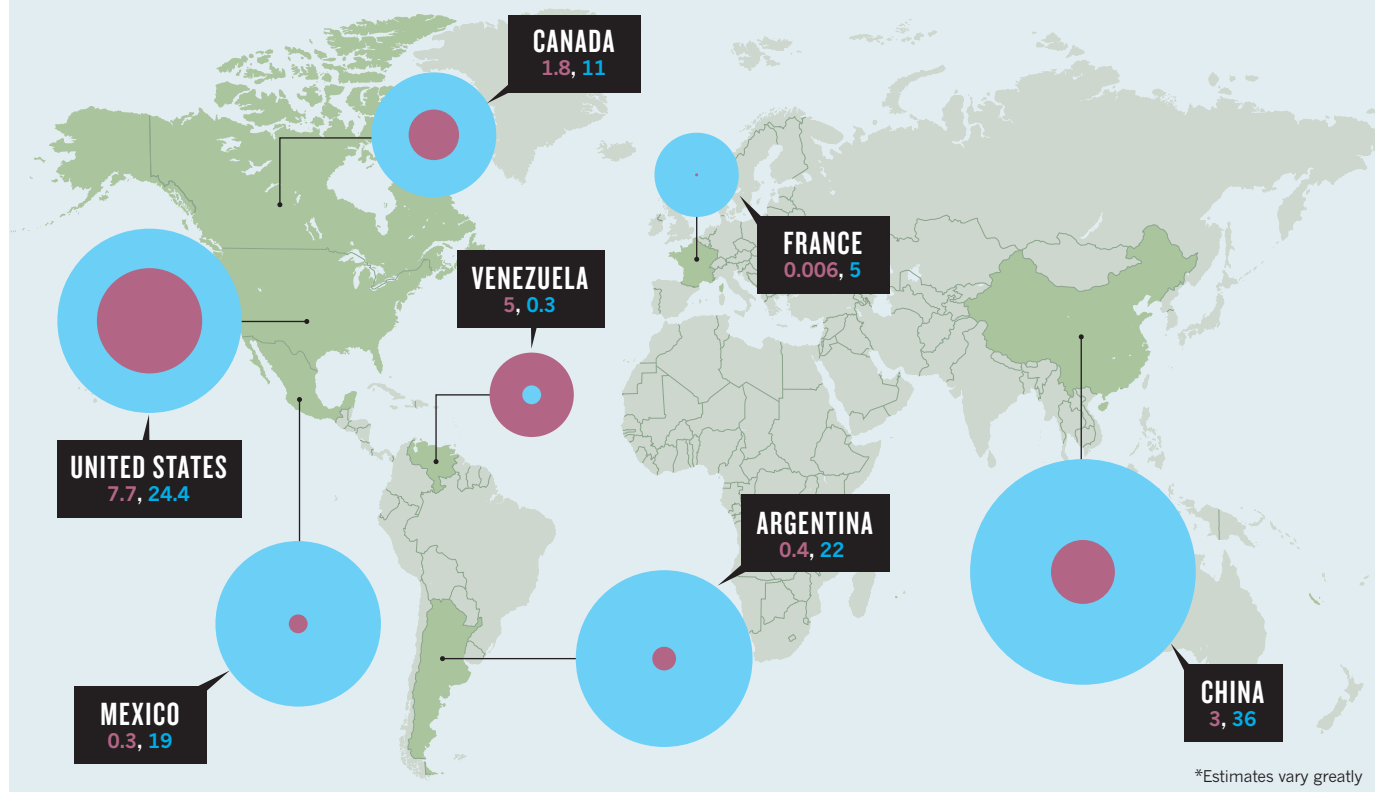 CANADA
1.8, 11
FRANCE
0.006, 5
VENEZUELA
5, 0.3
UNITED STATES
7.7, 24.4
ARGENTINA
0.4, 22
MEXICO
0.3, 19
CHINA
3, 36
*Estimates vary greatly